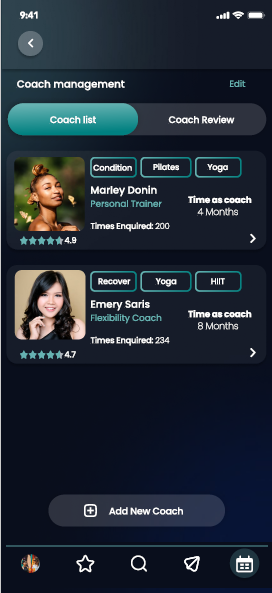 9:41
Coach management
Edit
Coach list
Coach Review
Condition
Pilates
Yoga
Marley Donin
Personal Trainer
Time as coach
4 Months
Times Enquired: 200
4.9
Recover
Yoga
HIIT
Emery Saris
Flexibility Coach
Time as coach
8 Months
Times Enquired: 234
4.7
Add New Coach